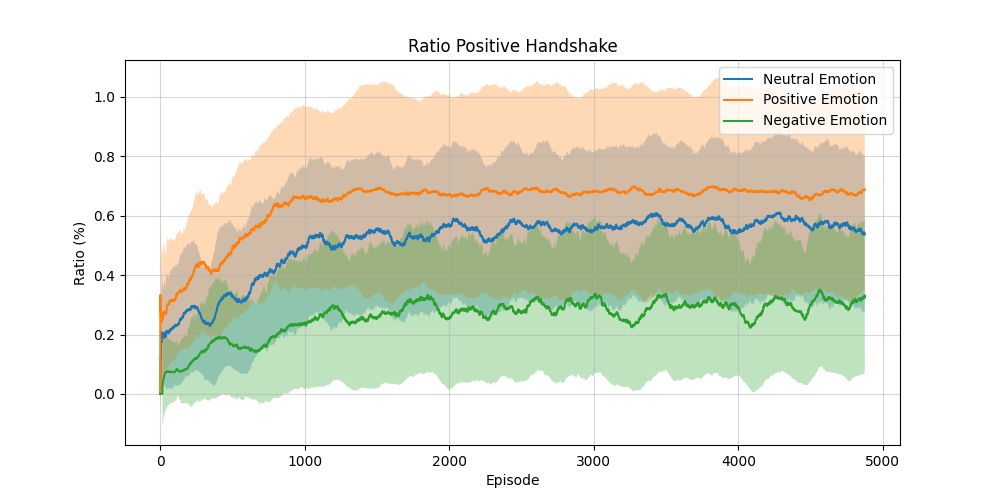 Ratio Positive Handshake
Neutral Emotion
Positive Emotion
Negative Emotion
Ratio (%)
1.0
0.8
0.6
0.4
0.2
0.0
0 1000 2000 3000 4000 5000
Episode